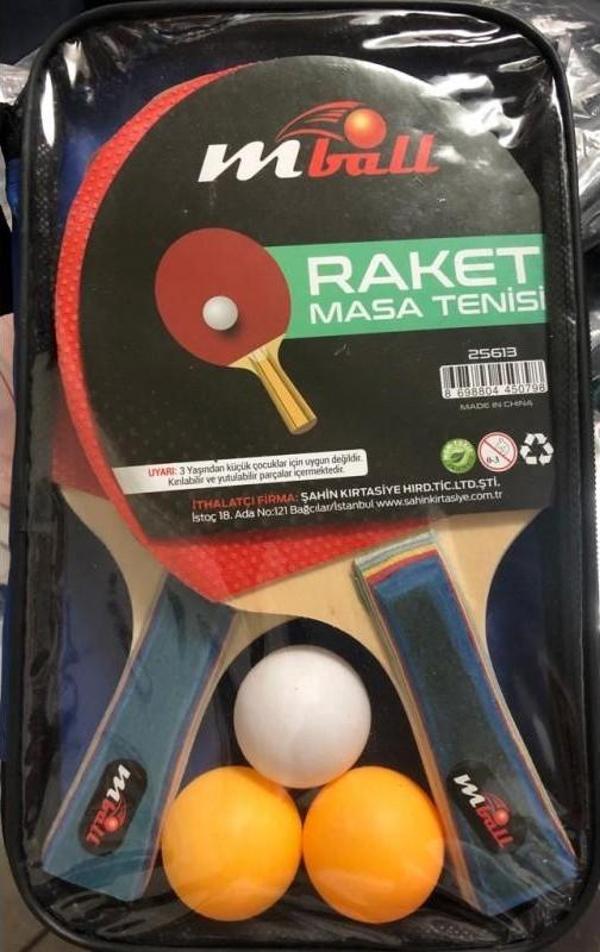 mball
RAKET
MASA TENİSİ
25613
8 698804 450798
MADE IN CHINA
0-3
UYARI: 3 Yaşından küçük çocuklar için uygun değildir.
Kırılabilir ve yutulabilir parçalar içermektedir.
İTHALATÇI FİRMA: ŞAHİN KIRTASİYE HIRD.TİC.LTD.ŞTİ.
İstoç 18. Ada No:121 Bağcılar/İstanbul www.sahinkirtasiye.com.tr
mball
mball